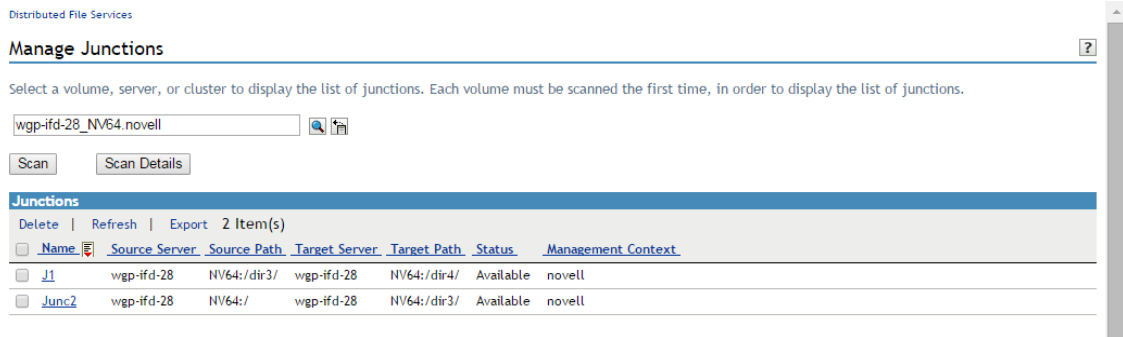 Distributed File Services
Manage Junctions
?
Select a volume, server, or cluster to display the list of junctions. Each volume must be scanned the first time, in order to display the list of junctions.
wgp-ifd-28_NV64.novell
Scan Scan Details
Junctions
Delete | Refresh | Export 2 Item(s)
Name Source Server Source Path Target Server Target Path Status Management Context
J1 wgp-ifd-28 NV64:/dir3/ wgp-ifd-28 NV64:/dir4/ Available novell
Junc2 wgp-ifd-28 NV64:/ wgp-ifd-28 NV64:/dir3/ Available novell